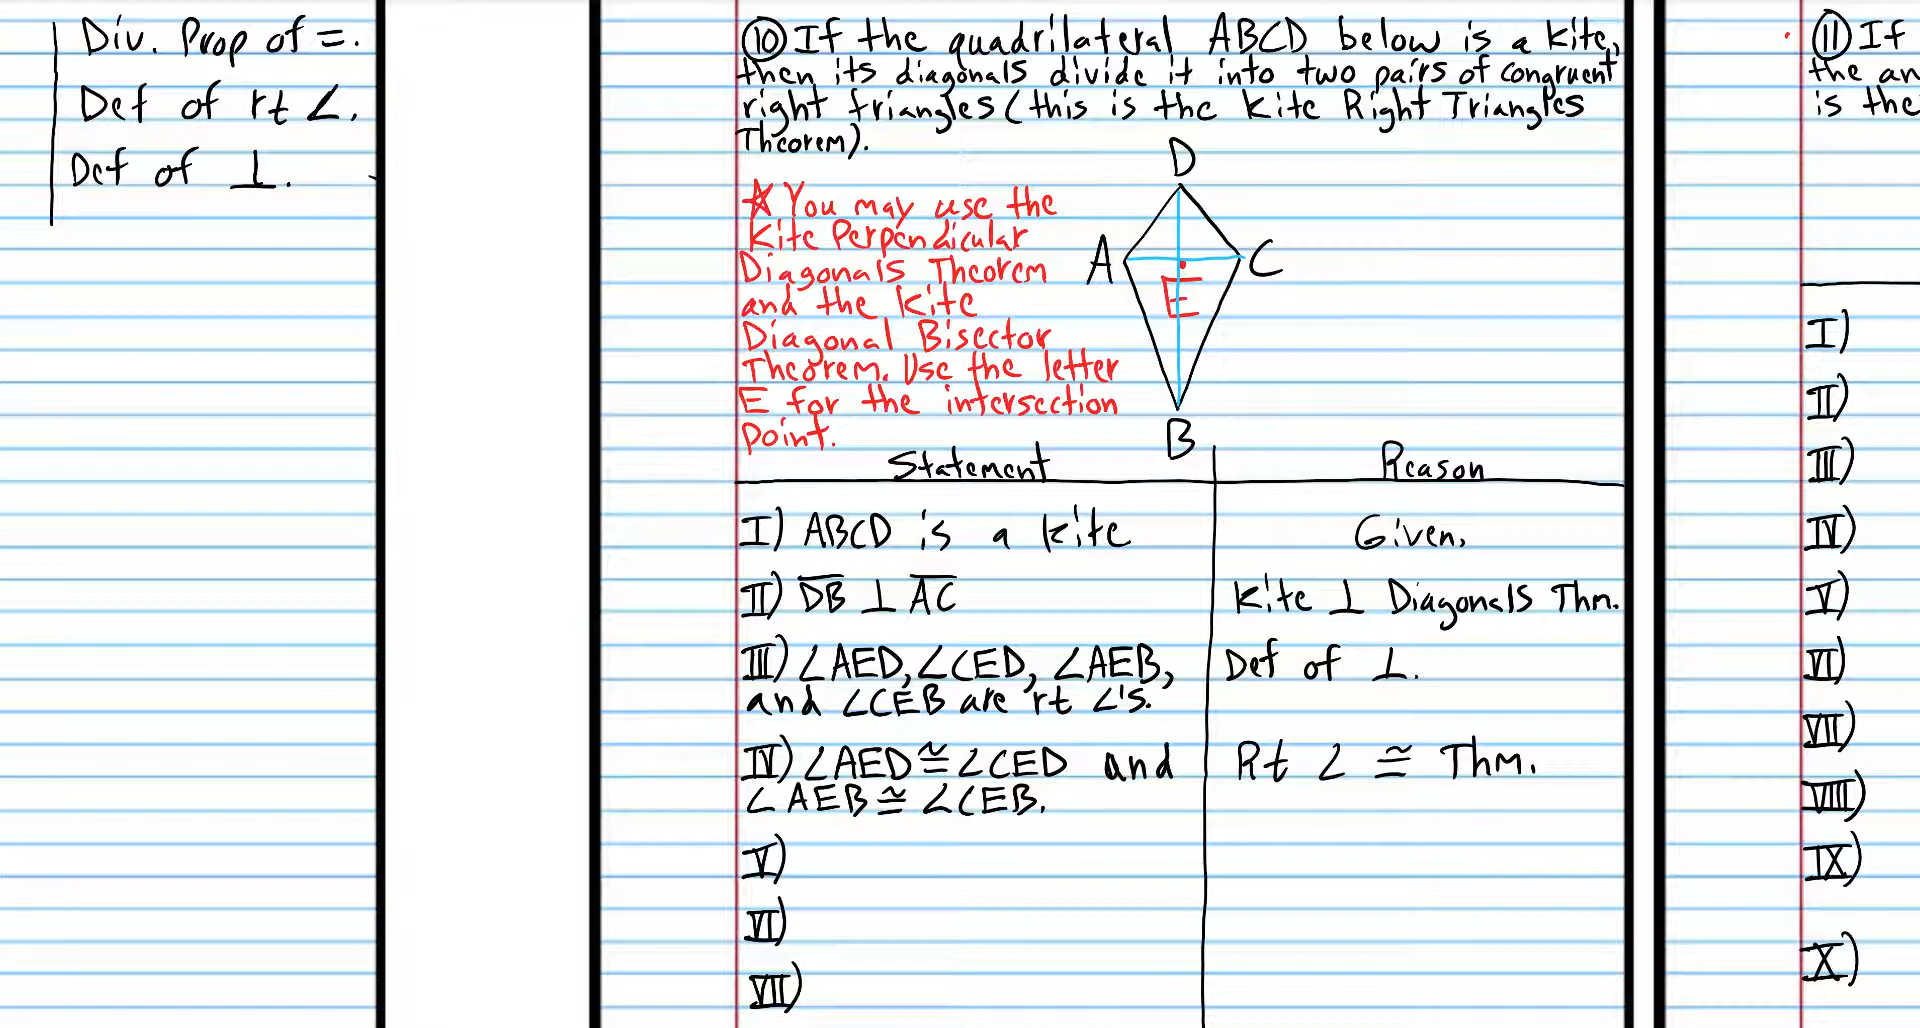 Div. Prop of =.
Def of rt ∠.
Def of ⊥.
⑩ If the quadrilateral ABCD below is a kite,
then its diagonals divide it into two pairs of congruent
right triangles (this is the Kite Right Triangles
Theorem).
☆ You may use the
Kite Perpendicular
Diagonals Theorem
and the Kite
Diagonal Bisector
Theorem. Use the letter
E for the intersection
point.
D
A
C
E
B
Statement Reason
I) ABCD is a kite Given.
II) D̅B̅ ⊥ A̅C̅ Kite ⊥ Diagonals Thm.
III) ∠AED, ∠CED, ∠AEB, Def of ⊥.
and ∠CEB are rt ∠'s.
IV) ∠AED ≅ ∠CED and Rt ∠ ≅ Thm.
∠AEB ≅ ∠CEB.
V)
VI)
VII)
⑪ If
the an
is the
I)
II)
III)
IV)
V)
VI)
VII)
VIII)
IX)
X)